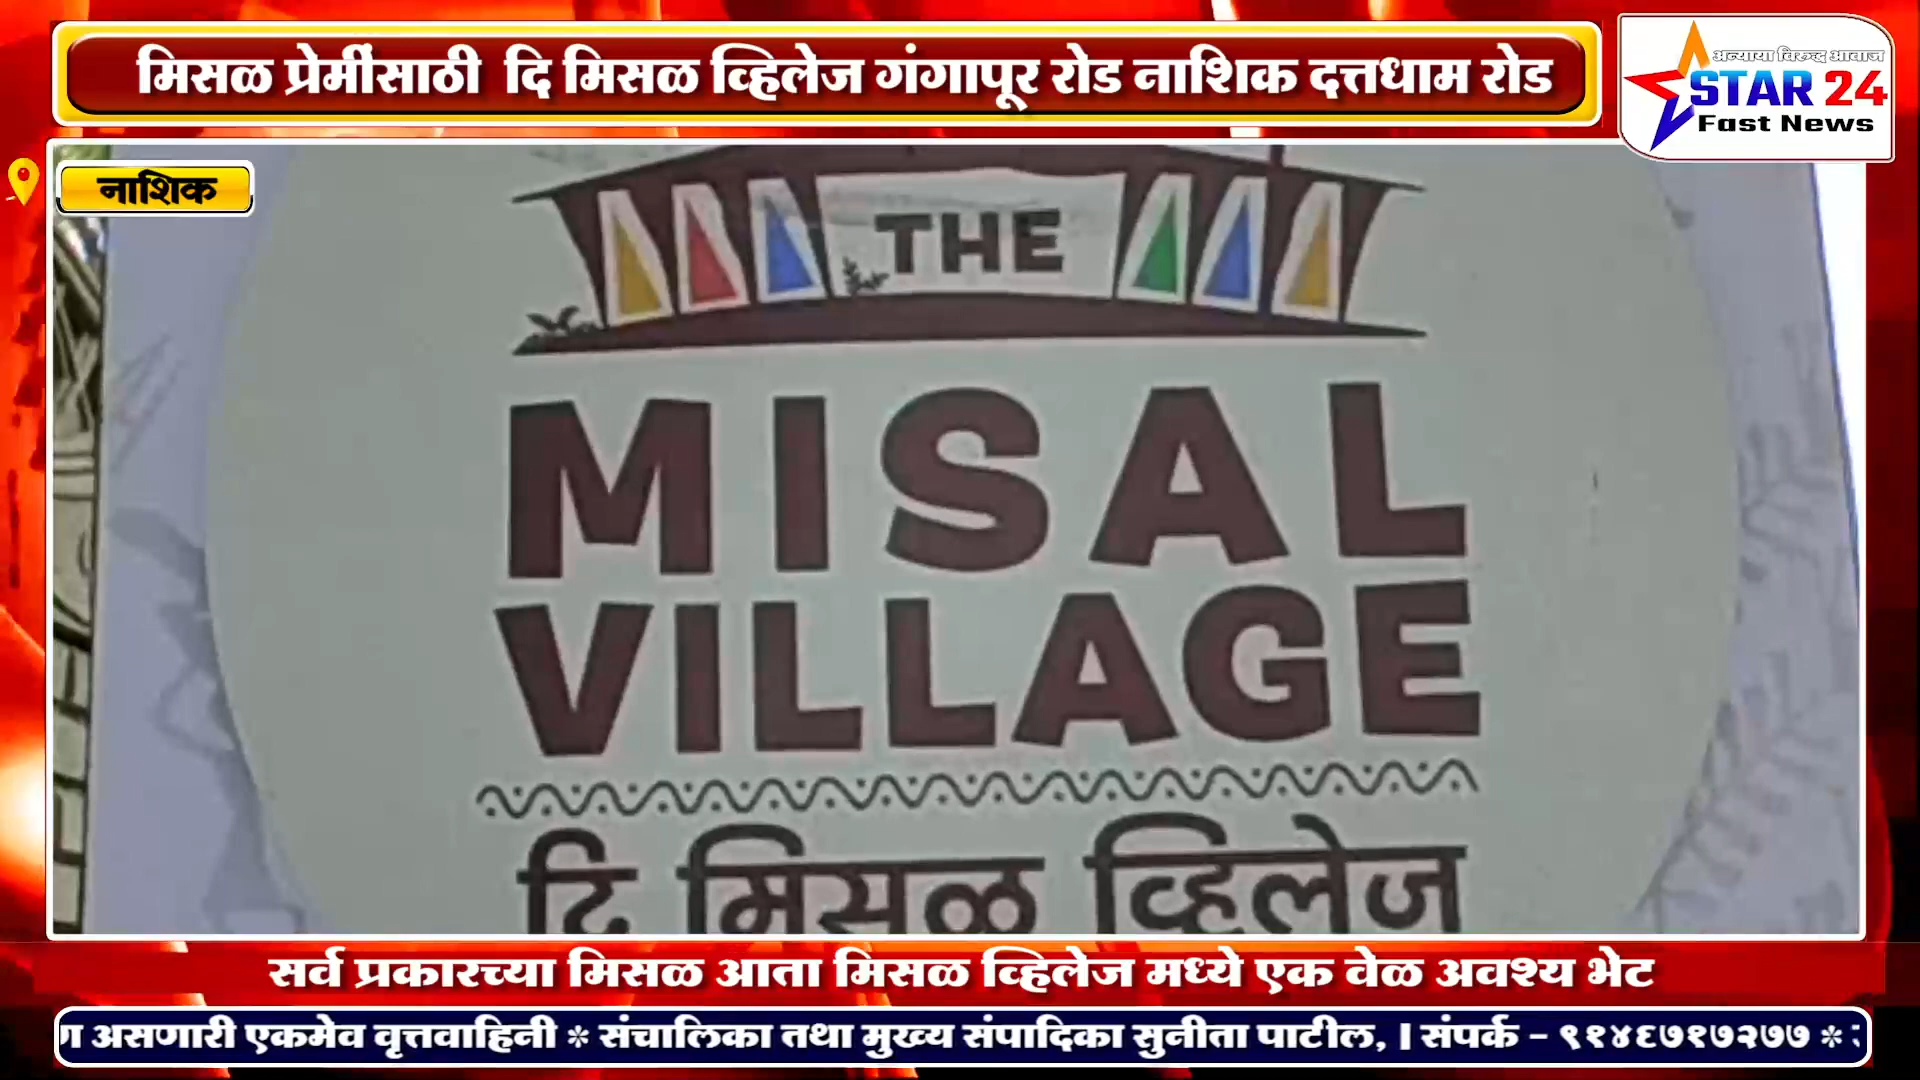 मिसळ प्रेमींसाठी दि मिसळ व्हिलेज गंगापूर रोड नाशिक दत्तधाम रोड
अन्याया विरुद्ध आवाज
STAR 24
Fast News
नाशिक
THE
MISAL
VILLAGE
दि मिसळ व्हिलेज
सर्व प्रकारच्या मिसळ आता मिसळ व्हिलेज मध्ये एक वेळ अवश्य भेट
असणारी एकमेव वृत्तवाहिनी * संचालिका तथा मुख्य संपादिका सुनीता पाटील, | संपर्क - ९१४६७१७२७७ *